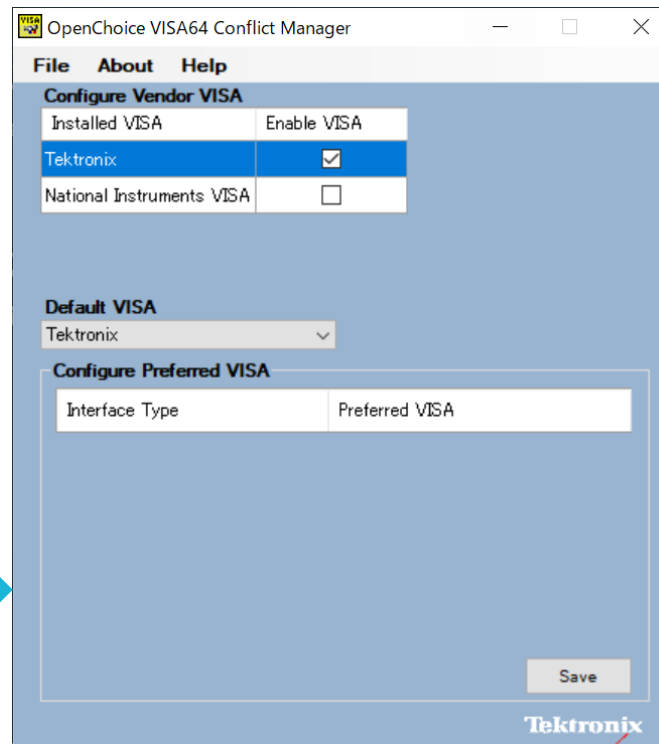 VISA
OpenChoice VISA64 Conflict Manager
File About Help
Configure Vendor VISA
Installed VISA Enable VISA
Tektronix
National Instruments VISA
Default VISA
Tektronix
Configure Preferred VISA
Interface Type Preferred VISA
Save
Tektronix